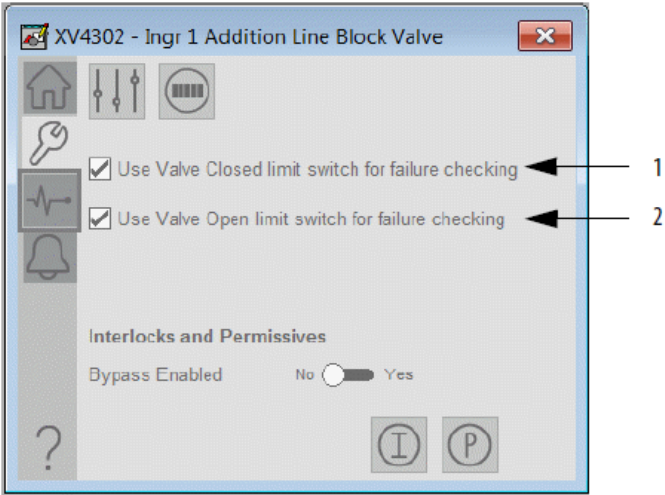 XV4302 - Ingr 1 Addition Line Block Valve
Use Valve Closed limit switch for failure checking
1
Use Valve Open limit switch for failure checking
2
Interlocks and Permissives
Bypass Enabled No Yes
? I P